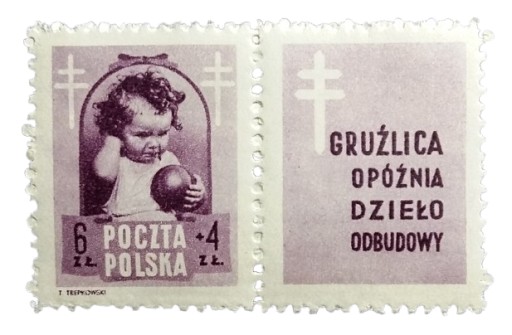 6 ZŁ.
POCZTA POLSKA
+4 ZŁ.
T. TREPKOWSKI
GRUŹLICA
OPÓŹNIA
DZIEŁO
ODBUDOWY